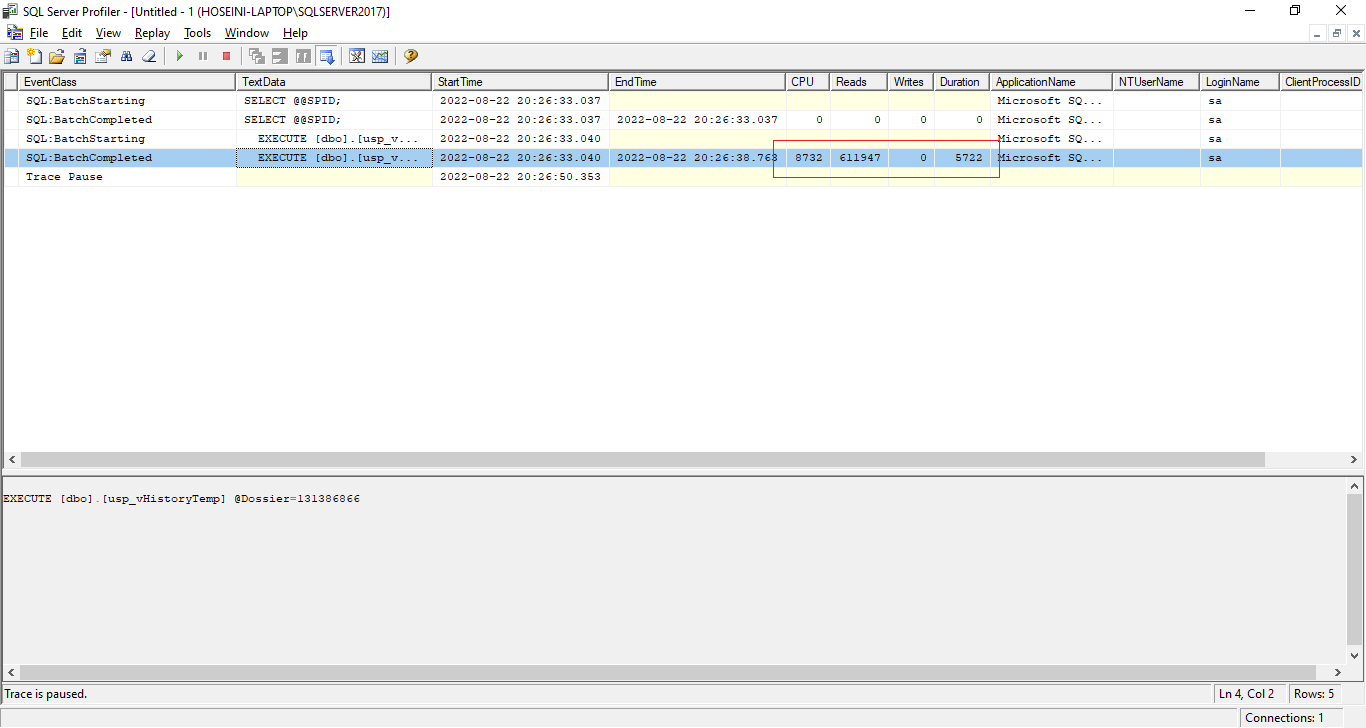 SQL Server Profiler - [Untitled - 1 (HOSEINI-LAPTOP\SQLSERVER2017)]
File Edit View Replay Tools Window Help
EventClass TextData StartTime EndTime CPU Reads Writes Duration ApplicationName NTUserName LoginName ClientProcessID
SQL:BatchStarting SELECT @@SPID; 2022-08-22 20:26:33.037 Microsoft SQ... sa
SQL:BatchCompleted SELECT @@SPID; 2022-08-22 20:26:33.037 2022-08-22 20:26:33.037 0 0 0 0 Microsoft SQ... sa
SQL:BatchStarting EXECUTE [dbo].[usp_v... 2022-08-22 20:26:33.040 Microsoft SQ... sa
SQL:BatchCompleted EXECUTE [dbo].[usp_v... 2022-08-22 20:26:33.040 2022-08-22 20:26:38.763 8732 611947 0 5722 Microsoft SQ... sa
Trace Pause 2022-08-22 20:26:50.353
EXECUTE [dbo].[usp_vHistoryTemp] @Dossier=131386866
Trace is paused. Ln 4, Col 2 Rows: 5
Connections: 1